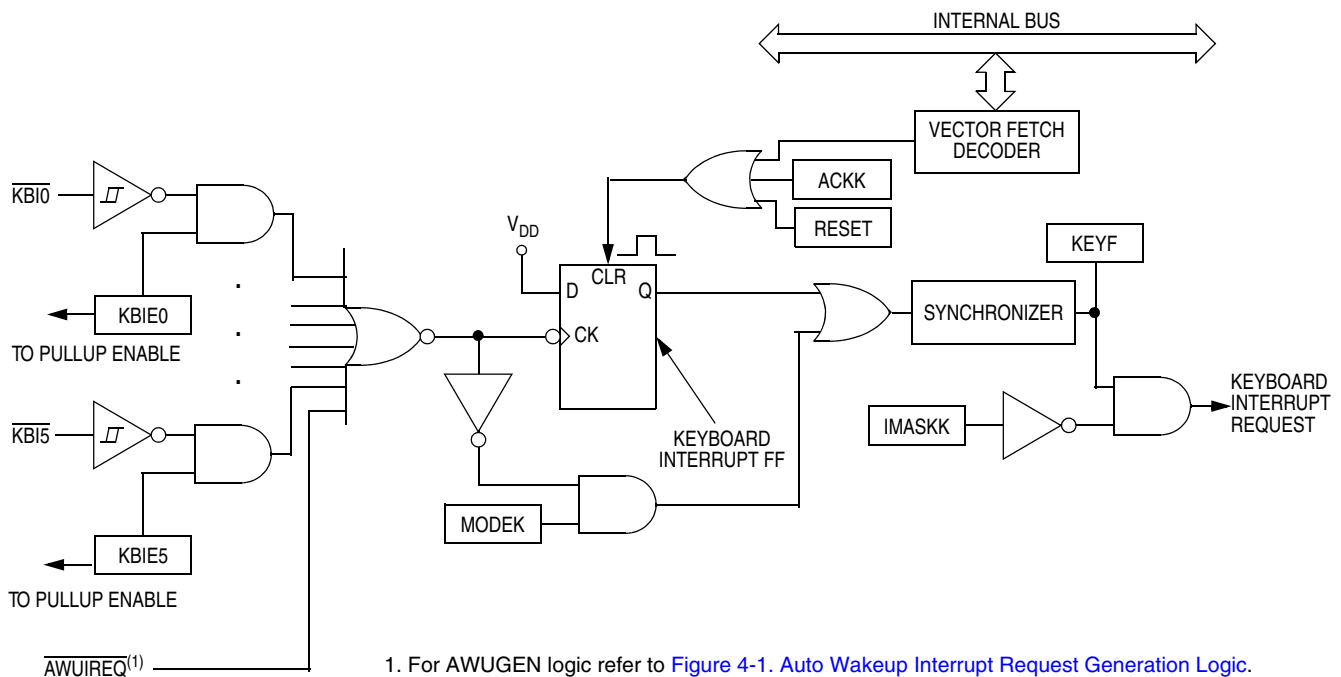 INTERNAL BUS
VECTOR FETCH
DECODER
ACKK
RESET
KBI0
VDD
KEYF
CLR
D
Q
CK
KBIE0
TO PULLUP ENABLE
SYNCHRONIZER
KBI5
KEYBOARD
INTERRUPT FF
IMASKK
KEYBOARD
INTERRUPT
REQUEST
MODEK
KBIE5
TO PULLUP ENABLE
AWUIREQ(1)
1. For AWUGEN logic refer to Figure 4-1. Auto Wakeup Interrupt Request Generation Logic.